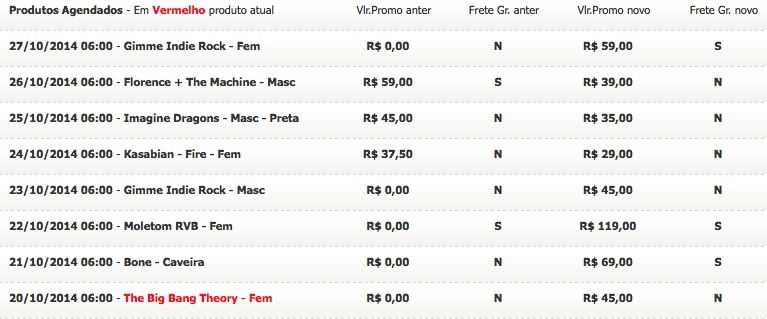 Produtos Agendados - Em Vermelho produto atual Vlr.Promo anter Frete Gr. anter Vlr.Promo novo Frete Gr. novo
27/10/2014 06:00 - Gimme Indie Rock - Fem R$ 0,00 N R$ 59,00 S
26/10/2014 06:00 - Florence + The Machine - Masc R$ 59,00 S R$ 39,00 N
25/10/2014 06:00 - Imagine Dragons - Masc - Preta R$ 45,00 N R$ 35,00 N
24/10/2014 06:00 - Kasabian - Fire - Fem R$ 37,50 N R$ 29,00 N
23/10/2014 06:00 - Gimme Indie Rock - Masc R$ 0,00 N R$ 45,00 N
22/10/2014 06:00 - Moletom RVB - Fem R$ 0,00 S R$ 119,00 S
21/10/2014 06:00 - Bone - Caveira R$ 0,00 N R$ 69,00 S
20/10/2014 06:00 - The Big Bang Theory - Fem R$ 0,00 N R$ 45,00 N